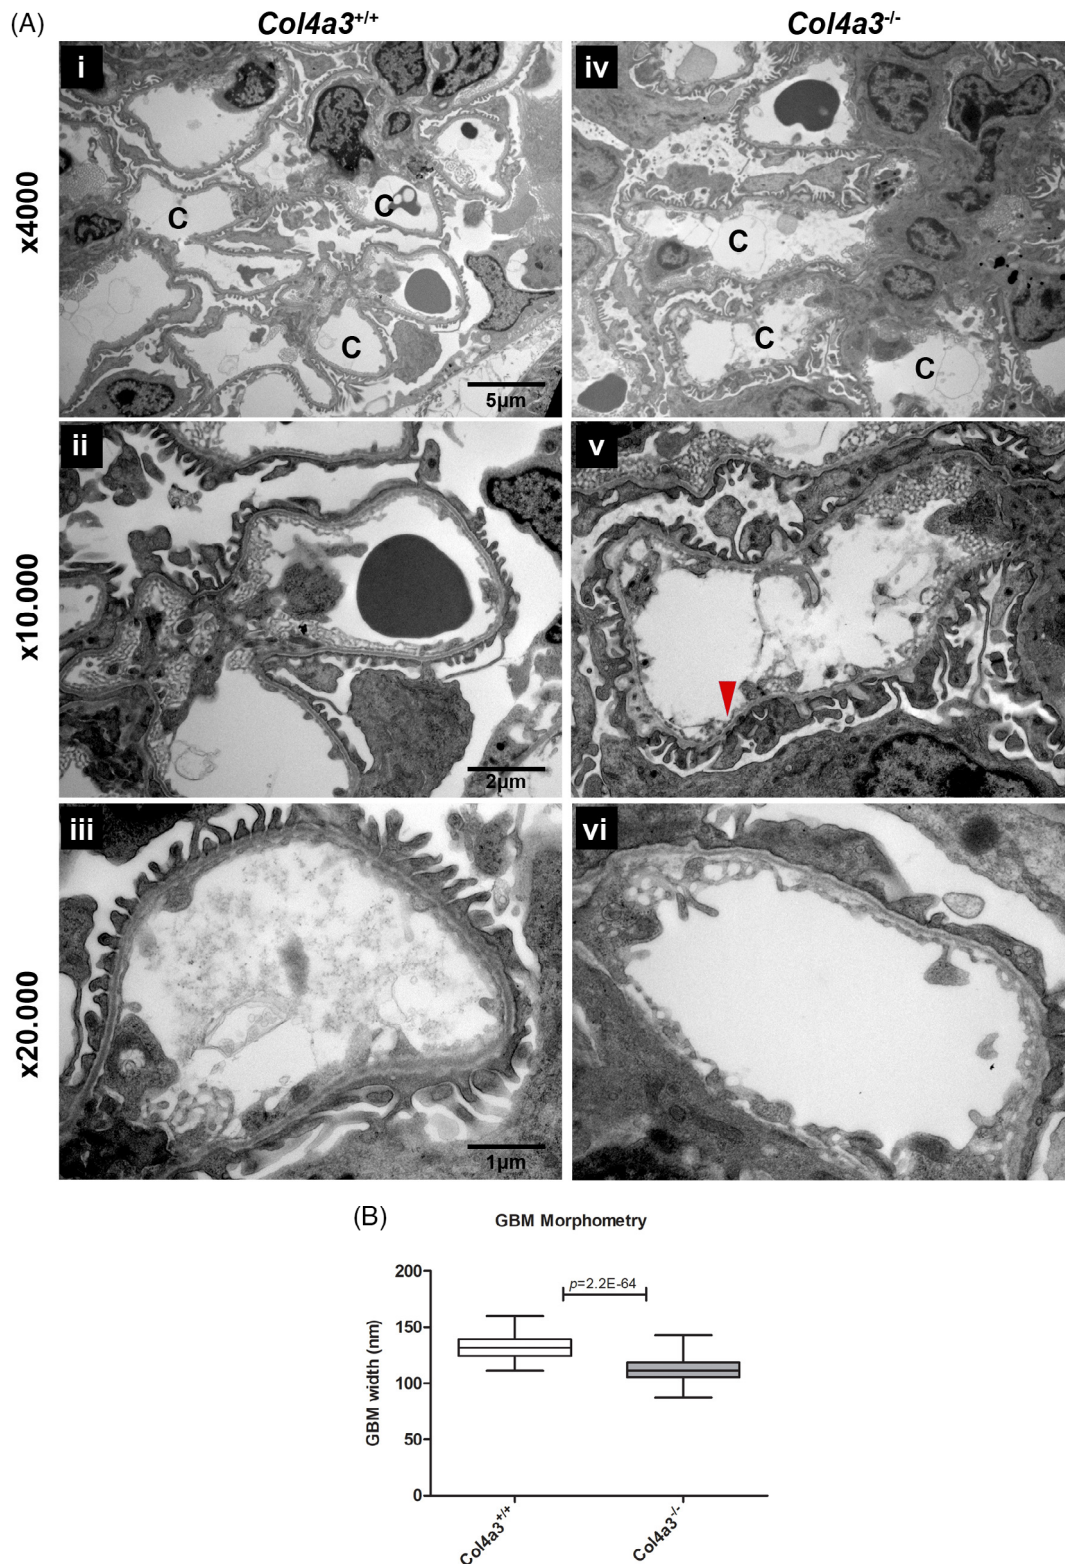 (A)
Col4a3+/+
Col4a3-/-
x4000
i
C
C
C
5µm
iv
C
C
C
x10.000
ii
2µm
v
x20.000
iii
1µm
vi
(B)
GBM Morphometry
p=2.2E-64
GBM width (nm)
200
150
100
50
0
Col4a3+/+
Col4a3-/-